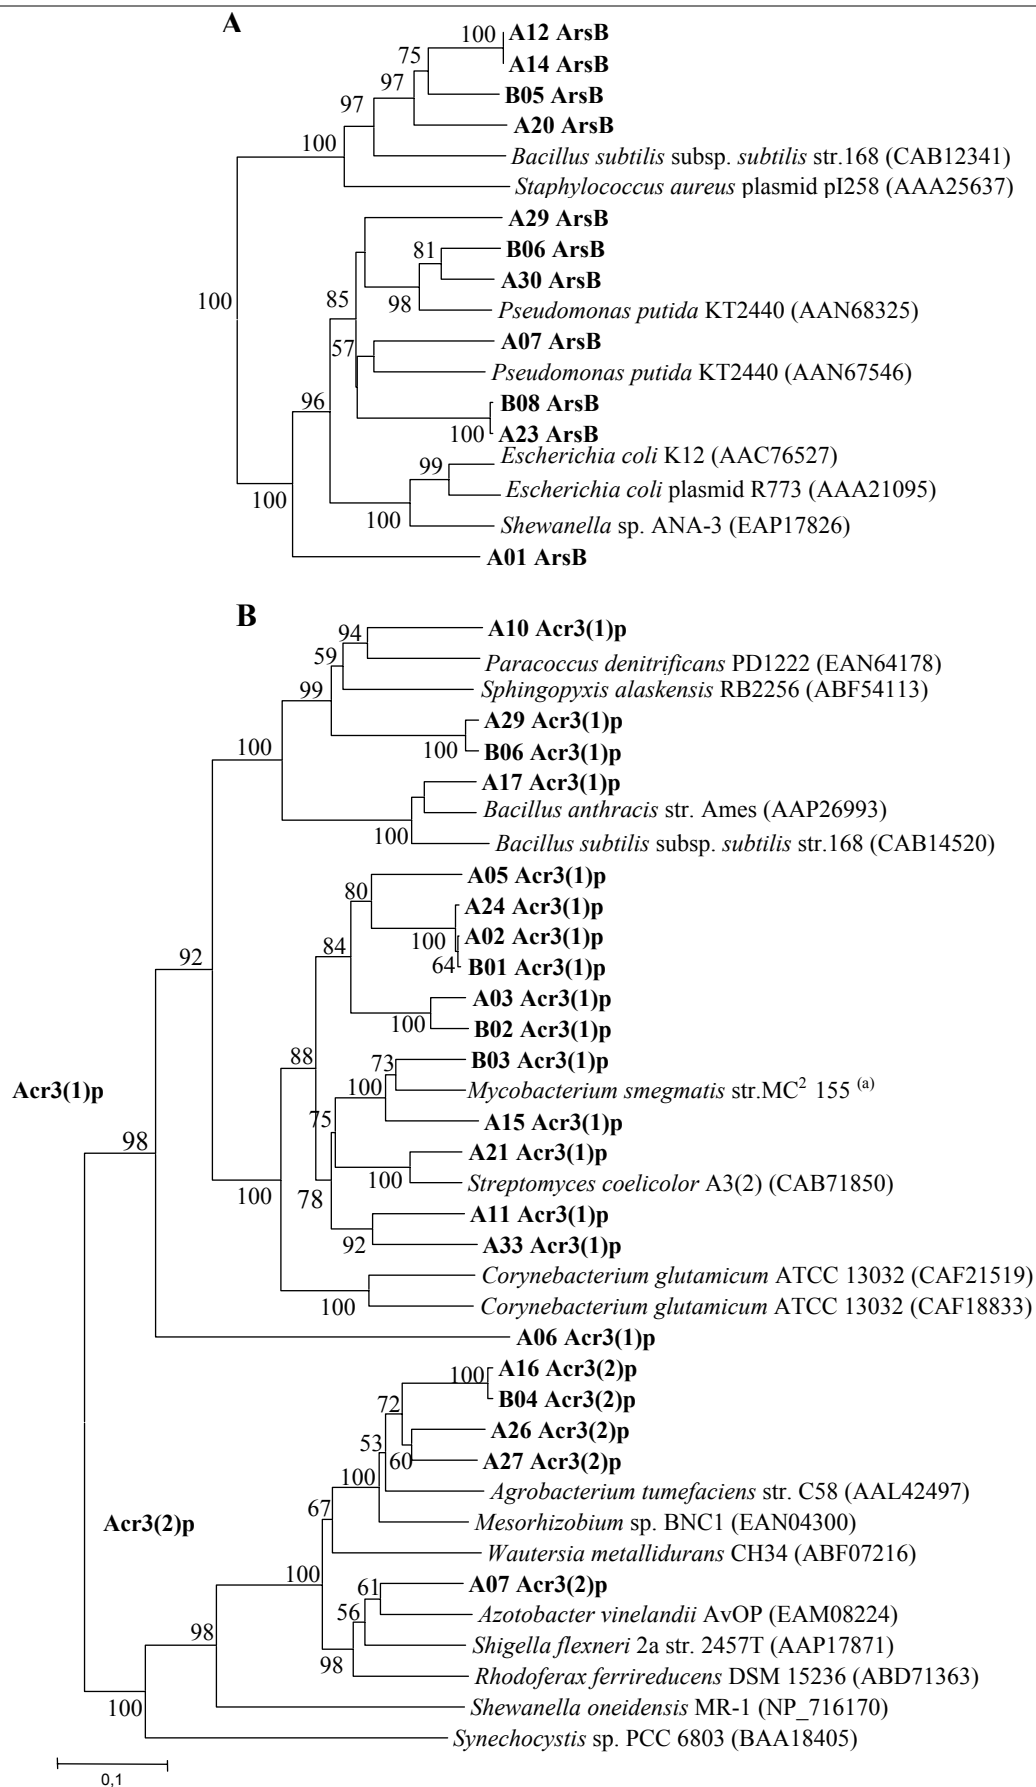 A
100 A12 ArsB
75 A14 ArsB
97 B05 ArsB
97 A20 ArsB
100 Bacillus subtilis subsp. subtilis str.168 (CAB12341)
Staphylococcus aureus plasmid pI258 (AAA25637)
A29 ArsB
81 B06 ArsB
A30 ArsB
100 85 98 Pseudomonas putida KT2440 (AAN68325)
57 A07 ArsB
Pseudomonas putida KT2440 (AAN67546)
96 B08 ArsB
100 A23 ArsB
Escherichia coli K12 (AAC76527)
99
100 Escherichia coli plasmid R773 (AAA21095)
100 Shewanella sp. ANA-3 (EAP17826)
A01 ArsB
B
94 A10 Acr3(1)p
59 Paracoccus denitrificans PD1222 (EAN64178)
99 Sphingopyxis alaskensis RB2256 (ABF54113)
A29 Acr3(1)p
100 100 B06 Acr3(1)p
A17 Acr3(1)p
Bacillus anthracis str. Ames (AAP26993)
100 Bacillus subtilis subsp. subtilis str.168 (CAB14520)
80 A05 Acr3(1)p
A24 Acr3(1)p
84 100 A02 Acr3(1)p
92 64 B01 Acr3(1)p
A03 Acr3(1)p
100 B02 Acr3(1)p
88 73 B03 Acr3(1)p
Acr3(1)p 100 Mycobacterium smegmatis str.MC2 155 (a)
75 A15 Acr3(1)p
98 A21 Acr3(1)p
100 78 100 Streptomyces coelicolor A3(2) (CAB71850)
A11 Acr3(1)p
92 A33 Acr3(1)p
Corynebacterium glutamicum ATCC 13032 (CAF21519)
100 Corynebacterium glutamicum ATCC 13032 (CAF18833)
A06 Acr3(1)p
100 A16 Acr3(2)p
72 B04 Acr3(2)p
53 A26 Acr3(2)p
60 A27 Acr3(2)p
100 Agrobacterium tumefaciens str. C58 (AAL42497)
Acr3(2)p 67 Mesorhizobium sp. BNC1 (EAN04300)
Wautersia metallidurans CH34 (ABF07216)
100 61 A07 Acr3(2)p
56 Azotobacter vinelandii AvOP (EAM08224)
98 Shigella flexneri 2a str. 2457T (AAP17871)
98 Rhodoferax ferrireducens DSM 15236 (ABD71363)
100 Shewanella oneidensis MR-1 (NP_716170)
Synechocystis sp. PCC 6803 (BAA18405)
0,1